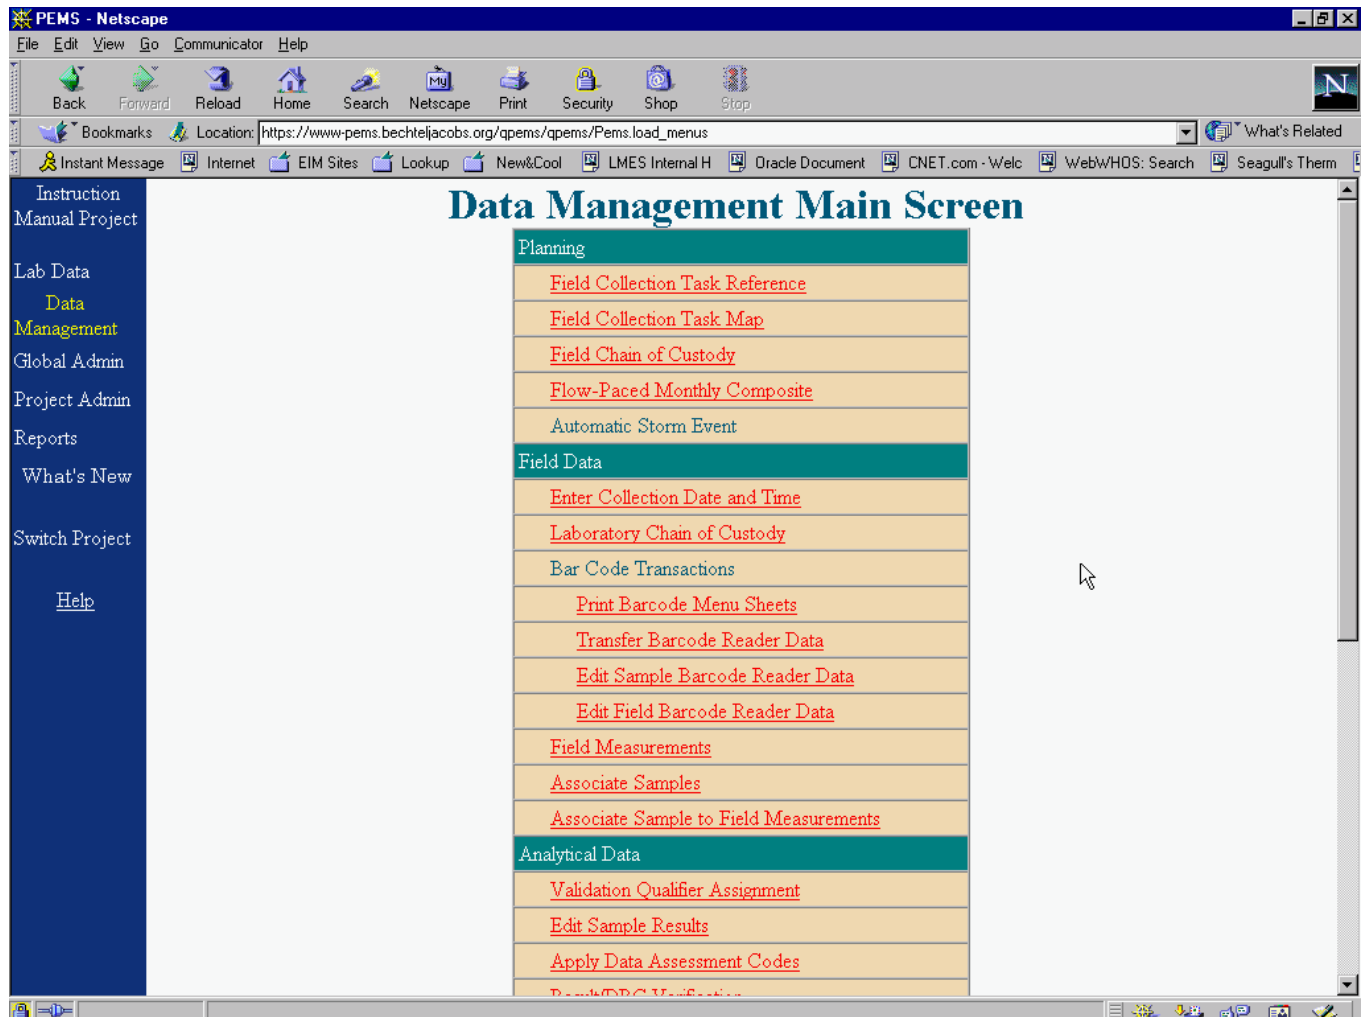 PEMS - Netscape
File Edit View Go Communicator Help
Back Forward Reload Home Search Netscape Print Security Shop Stop
My
N
Bookmarks Location: https://www-pems.bechteljacobs.org/qpems/qpems/Pems.load_menus What's Related
Instant Message Internet EIM Sites Lookup New&Cool LMES Internal H Oracle Document CNET.com - Welc WebWHOS: Search Seagull's Therm
Instruction
Manual Project
Lab Data
Data
Management
Global Admin
Project Admin
Reports
What's New
Switch Project
Help
Data Management Main Screen
Planning
Field Collection Task Reference
Field Collection Task Map
Field Chain of Custody
Flow-Paced Monthly Composite
Automatic Storm Event
Field Data
Enter Collection Date and Time
Laboratory Chain of Custody
Bar Code Transactions
Print Barcode Menu Sheets
Transfer Barcode Reader Data
Edit Sample Barcode Reader Data
Edit Field Barcode Reader Data
Field Measurements
Associate Samples
Associate Sample to Field Measurements
Analytical Data
Validation Qualifier Assignment
Edit Sample Results
Apply Data Assessment Codes